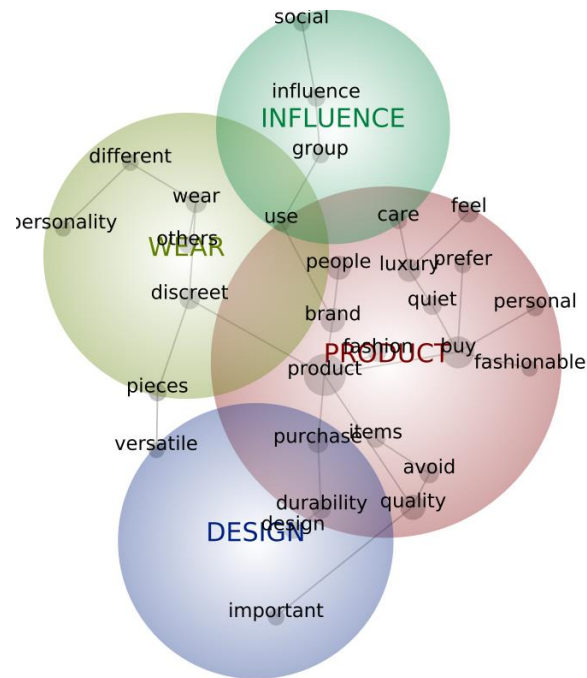 social
influence
INFLUENCE
group
different
wear
personality
use
care
feel
others
WEAR
people
luxury
prefer
discreet
quiet
personal
brand
fashion
buy
PRODUCT
product
fashionable
pieces
versatile
purchase
items
avoid
durability
quality
design
DESIGN
important